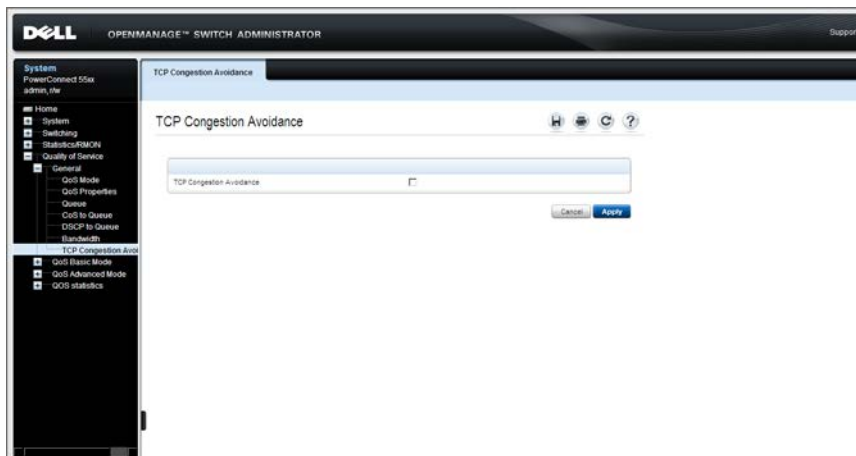 DELL OPENMANAGE™ SWITCH ADMINISTRATOR
Suppor
System
PowerConnect 55xx
admin, r/w
Home
System
Switching
Statistics/RMON
Quality of Service
General
QoS Mode
QoS Properties
Queue
CoS to Queue
DSCP to Queue
Bandwidth
TCP Congestion Avoi
QoS Basic Mode
QoS Advanced Mode
QOS statistics
TCP Congestion Avoidance
TCP Congestion Avoidance
?
TCP Congestion Avoidance
Cancel Apply